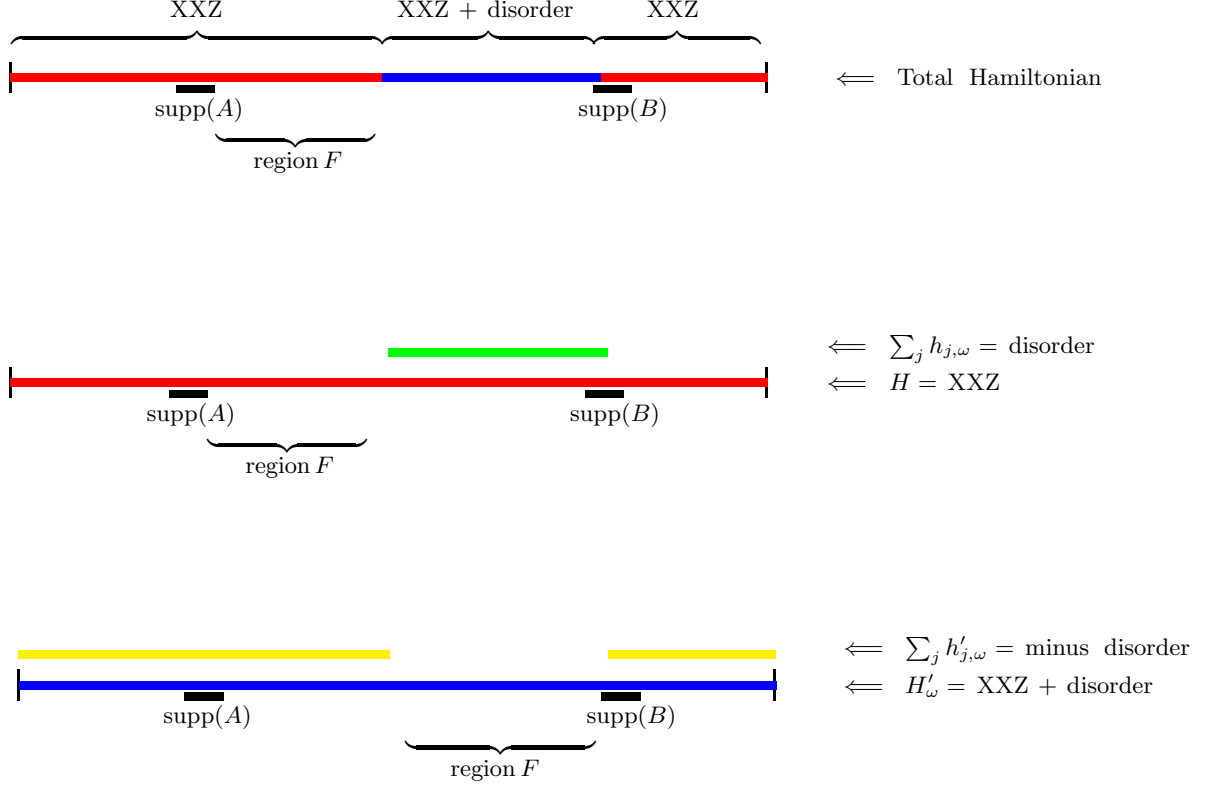 XXZ XXZ + disorder XXZ
⟸ Total Hamiltonian
supp(A) supp(B)
region F
⟸ ∑_j h_{j,ω} = disorder
⟸ H = XXZ
supp(A) supp(B)
region F
⟸ ∑_j h′_{j,ω} = minus disorder
⟸ H′_ω = XXZ + disorder
supp(A) supp(B)
region F